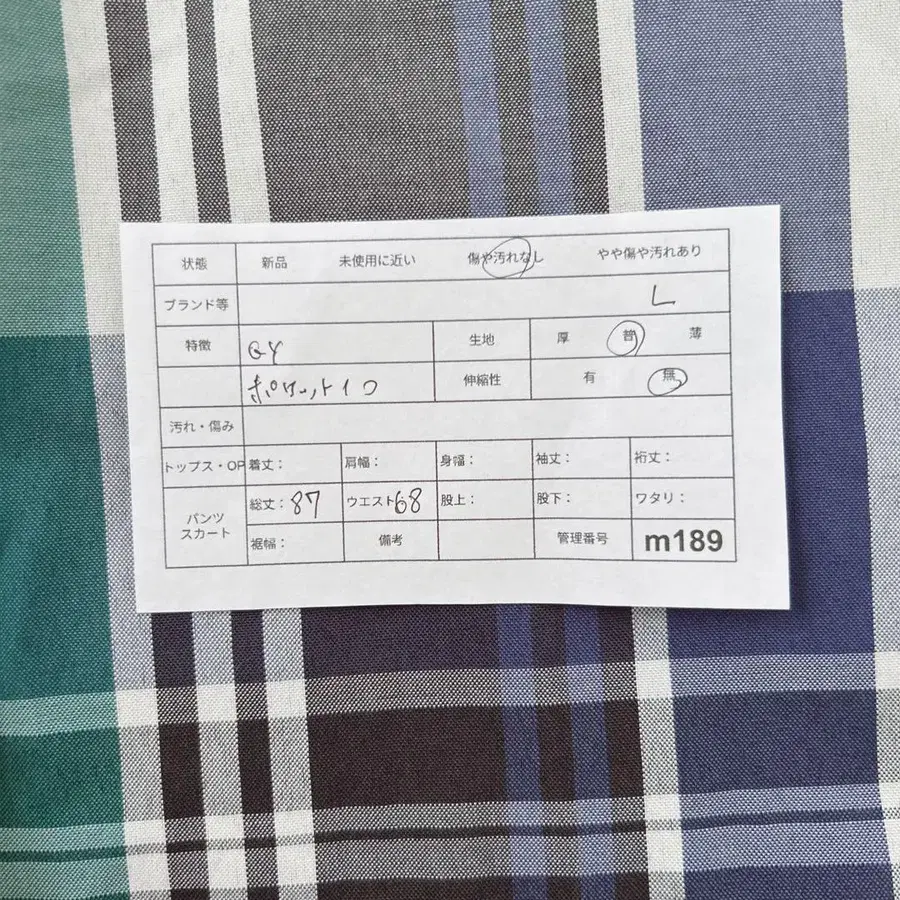 状態 新品 未使用に近い 傷や汚れなし やや傷や汚れあり
ブランド等 L
特徴 GY 生地 厚 普 薄
ポケット1コ 伸縮性 有 無
汚れ・傷み
トップス・OP 着丈: 肩幅: 身幅: 袖丈: 裄丈:
パンツ スカート 総丈:87 ウエスト68 股上: 股下: ワタリ:
裾幅: 備考 管理番号 m189